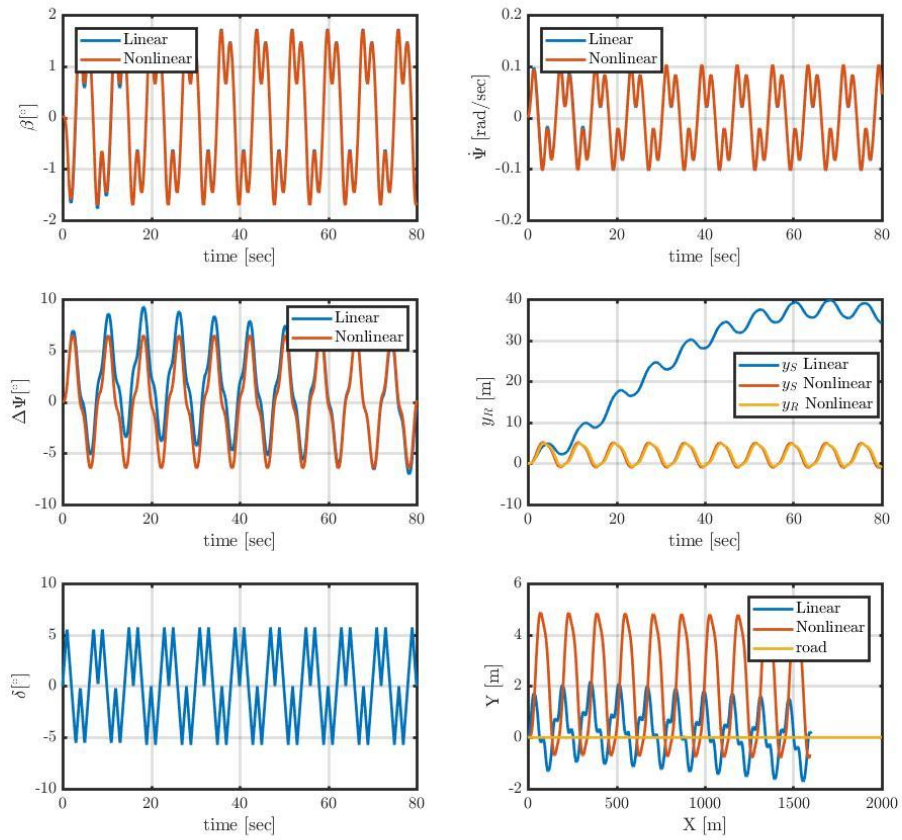 2
1
0
-1
-2
β[°]
Linear
Nonlinear
0 20 40 60 80
time [sec]
0.2
0.1
0
-0.1
-0.2
Ψ̇ [rad/sec]
Linear
Nonlinear
0 20 40 60 80
time [sec]
10
5
0
-5
-10
ΔΨ[°]
Linear
Nonlinear
0 20 40 60 80
time [sec]
40
30
20
10
0
-10
y_R [m]
y_S Linear
y_S Nonlinear
y_R Nonlinear
0 20 40 60 80
time [sec]
10
5
0
-5
-10
δ[°]
0 20 40 60 80
time [sec]
6
4
2
0
-2
Y [m]
Linear
Nonlinear
road
0 500 1000 1500 2000
X [m]